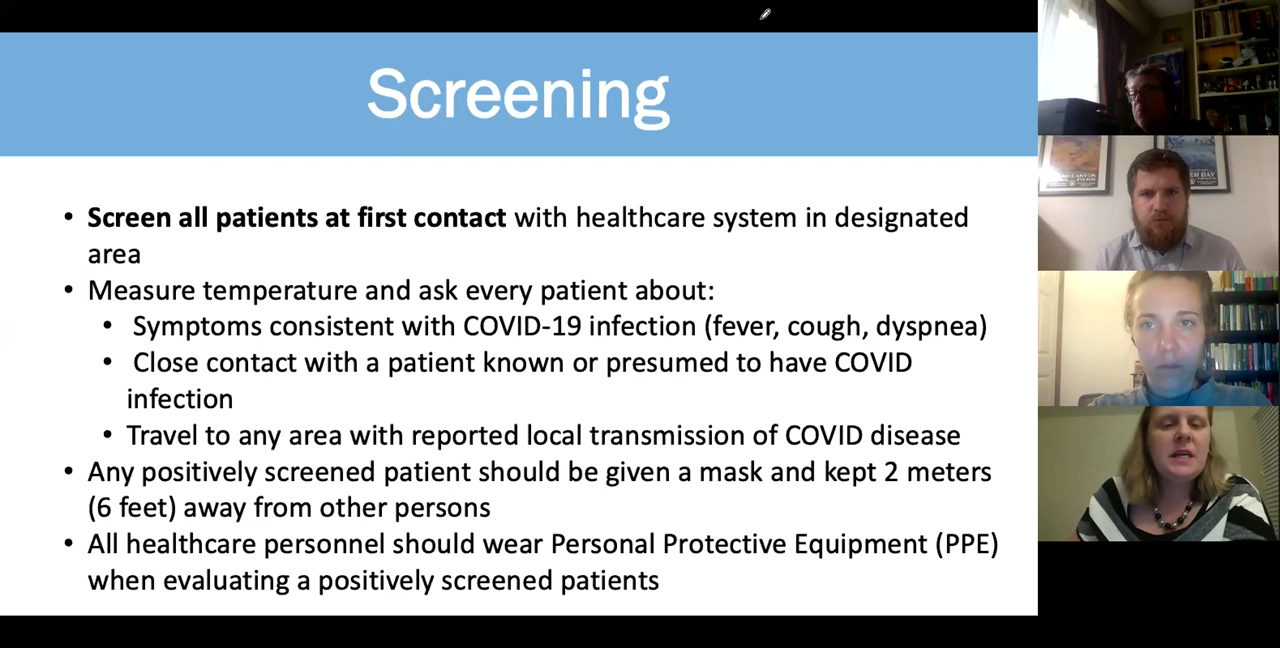 Screening
• Screen all patients at first contact with healthcare system in designated
area
• Measure temperature and ask every patient about:
• Symptoms consistent with COVID-19 infection (fever, cough, dyspnea)
• Close contact with a patient known or presumed to have COVID
infection
• Travel to any area with reported local transmission of COVID disease
• Any positively screened patient should be given a mask and kept 2 meters
(6 feet) away from other persons
• All healthcare personnel should wear Personal Protective Equipment (PPE)
when evaluating a positively screened patients